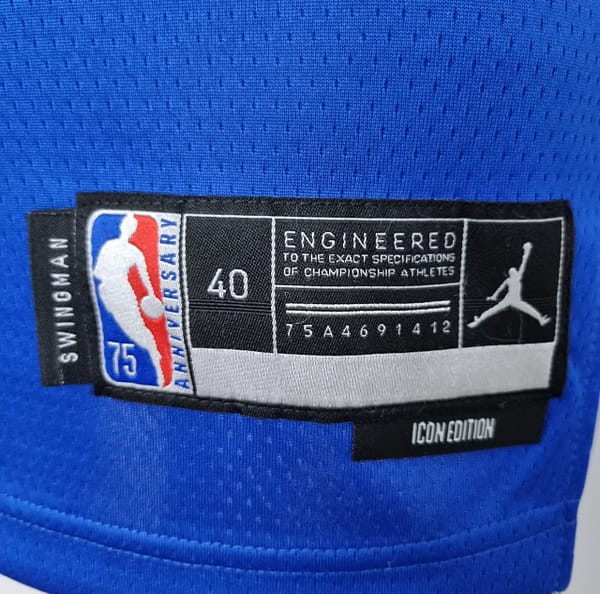 SWINGMAN
75
ANNIVERSARY
40
ENGINEERED
TO THE EXACT SPECIFICATIONS
OF CHAMPIONSHIP ATHLETES
75A4691412
ICON EDITION